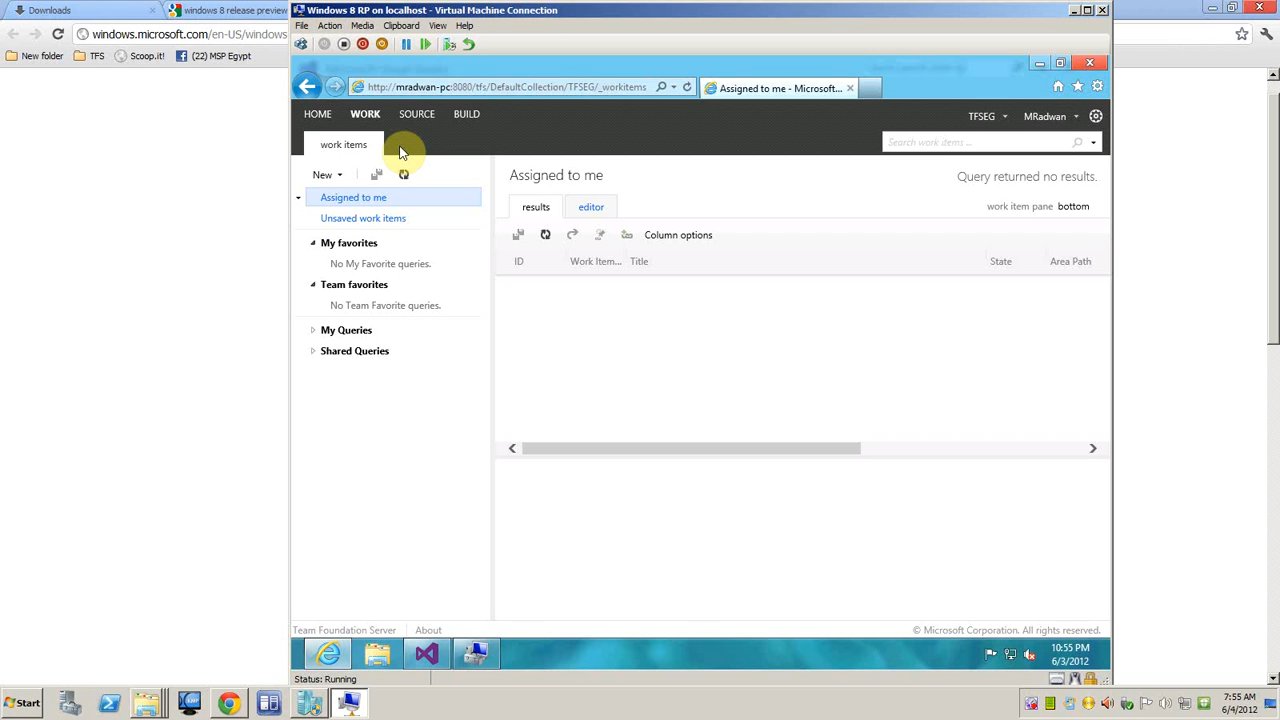 Downloads
windows 8 release preview
Windows 8 RP on localhost - Virtual Machine Connection
windows.microsoft.com/en-US/windows
File Action Media Clipboard View Help
New folder TFS Scoop.it! (22) MSP Egypt
http://mradwan-pc:8080/tfs/DefaultCollection/TFSEG/_workitems
Assigned to me - Microsoft...
HOME WORK SOURCE BUILD
TFSEG MRadwan
work items
Search work items ...
New
Assigned to me
Query returned no results.
Assigned to me
results editor
work item pane bottom
Unsaved work items
Column options
My favorites
ID Work Item... Title State Area Path
No My Favorite queries.
Team favorites
No Team Favorite queries.
My Queries
Shared Queries
Team Foundation Server About
© Microsoft Corporation. All rights reserved.
10:55 PM
6/3/2012
Status: Running
Start
7:55 AM
6/4/2012